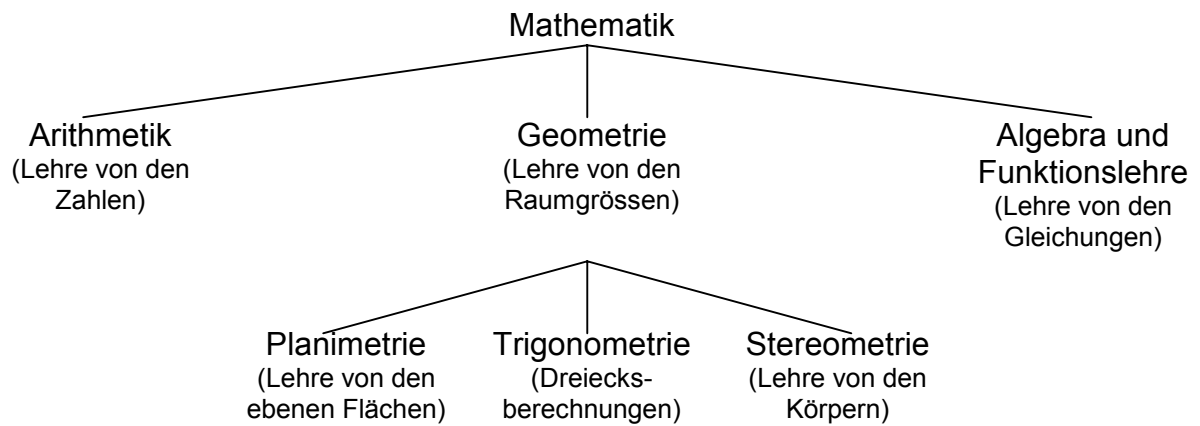 Mathematik
Arithmetik
(Lehre von den
Zahlen)
Geometrie
(Lehre von den
Raumgrössen)
Algebra und
Funktionslehre
(Lehre von den
Gleichungen)
Planimetrie
(Lehre von den
ebenen Flächen)
Trigonometrie
(Dreiecks-
berechnungen)
Stereometrie
(Lehre von den
Körpern)